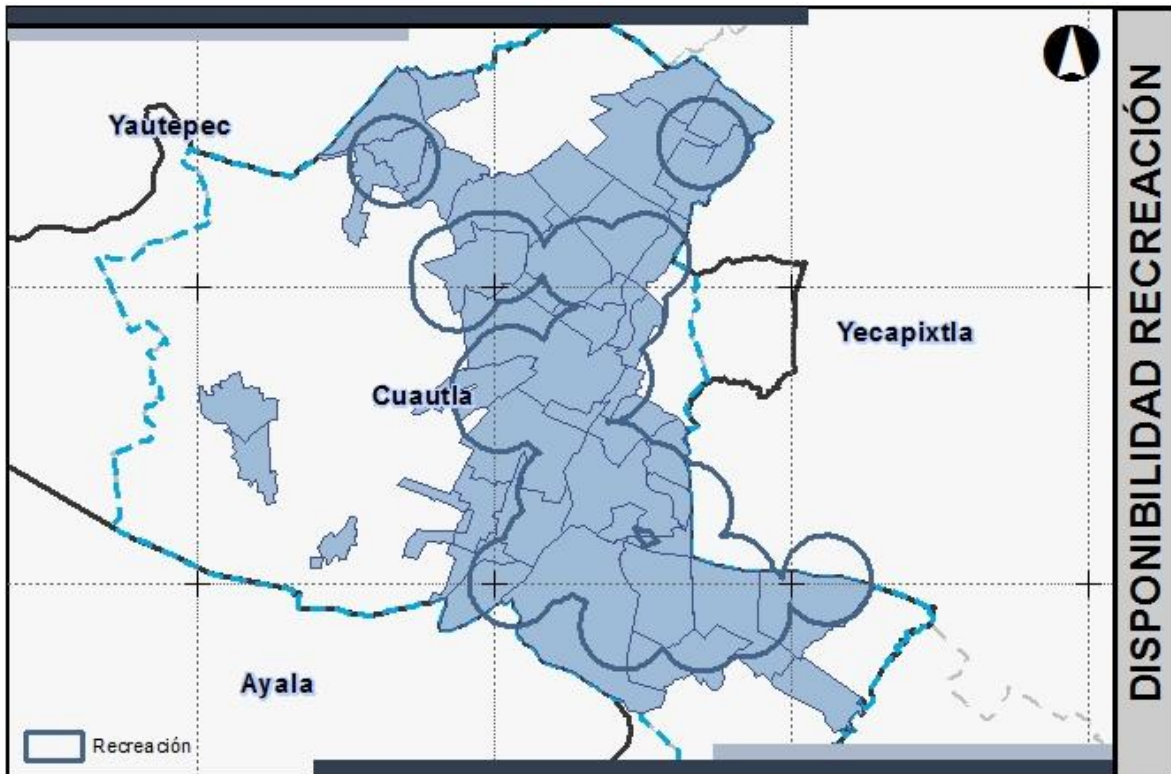 Yautepec
Yecapixtla
Cuautla
Ayala
Recreación
DISPONIBILIDAD RECREACIÓN